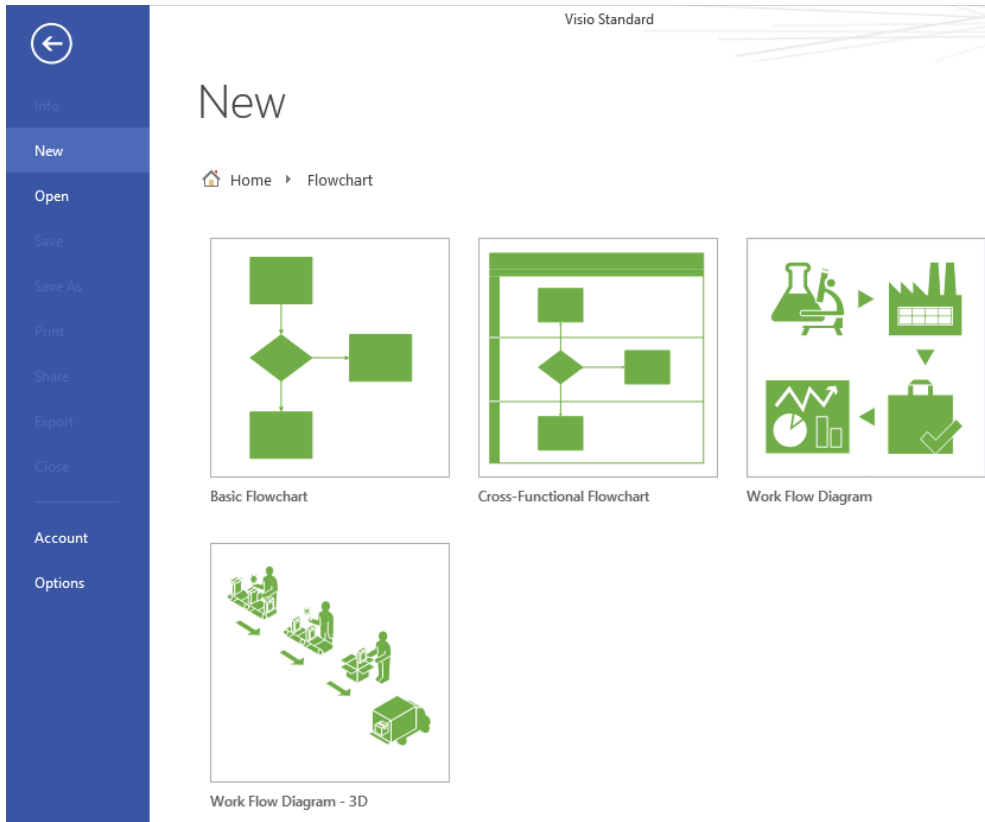 Visio Standard
Info
New
Open
Save
Save As
Print
Share
Export
Close
Account
Options
New
Home Flowchart
Basic Flowchart
Cross-Functional Flowchart
Work Flow Diagram
Work Flow Diagram - 3D